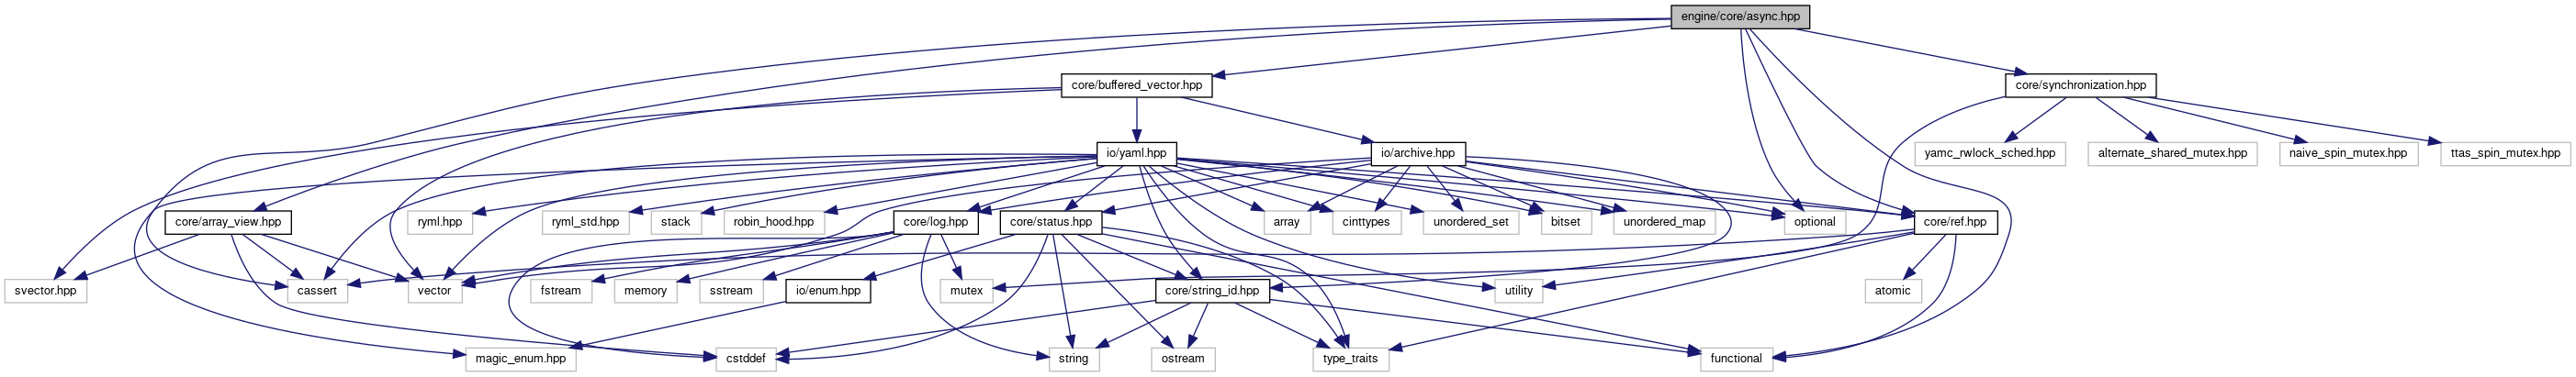 engine/core/async.hpp
core/buffered_vector.hpp
core/synchronization.hpp
io/yaml.hpp
io/archive.hpp
yamc_rwlock_sched.hpp
alternate_shared_mutex.hpp
naive_spin_mutex.hpp
ttas_spin_mutex.hpp
core/array_view.hpp
ryml.hpp
ryml_std.hpp
stack
robin_hood.hpp
core/log.hpp
core/status.hpp
array
cinttypes
unordered_set
bitset
unordered_map
optional
core/ref.hpp
svector.hpp
cassert
vector
fstream
memory
sstream
io/enum.hpp
mutex
core/string_id.hpp
utility
atomic
magic_enum.hpp
cstddef
string
ostream
type_traits
functional